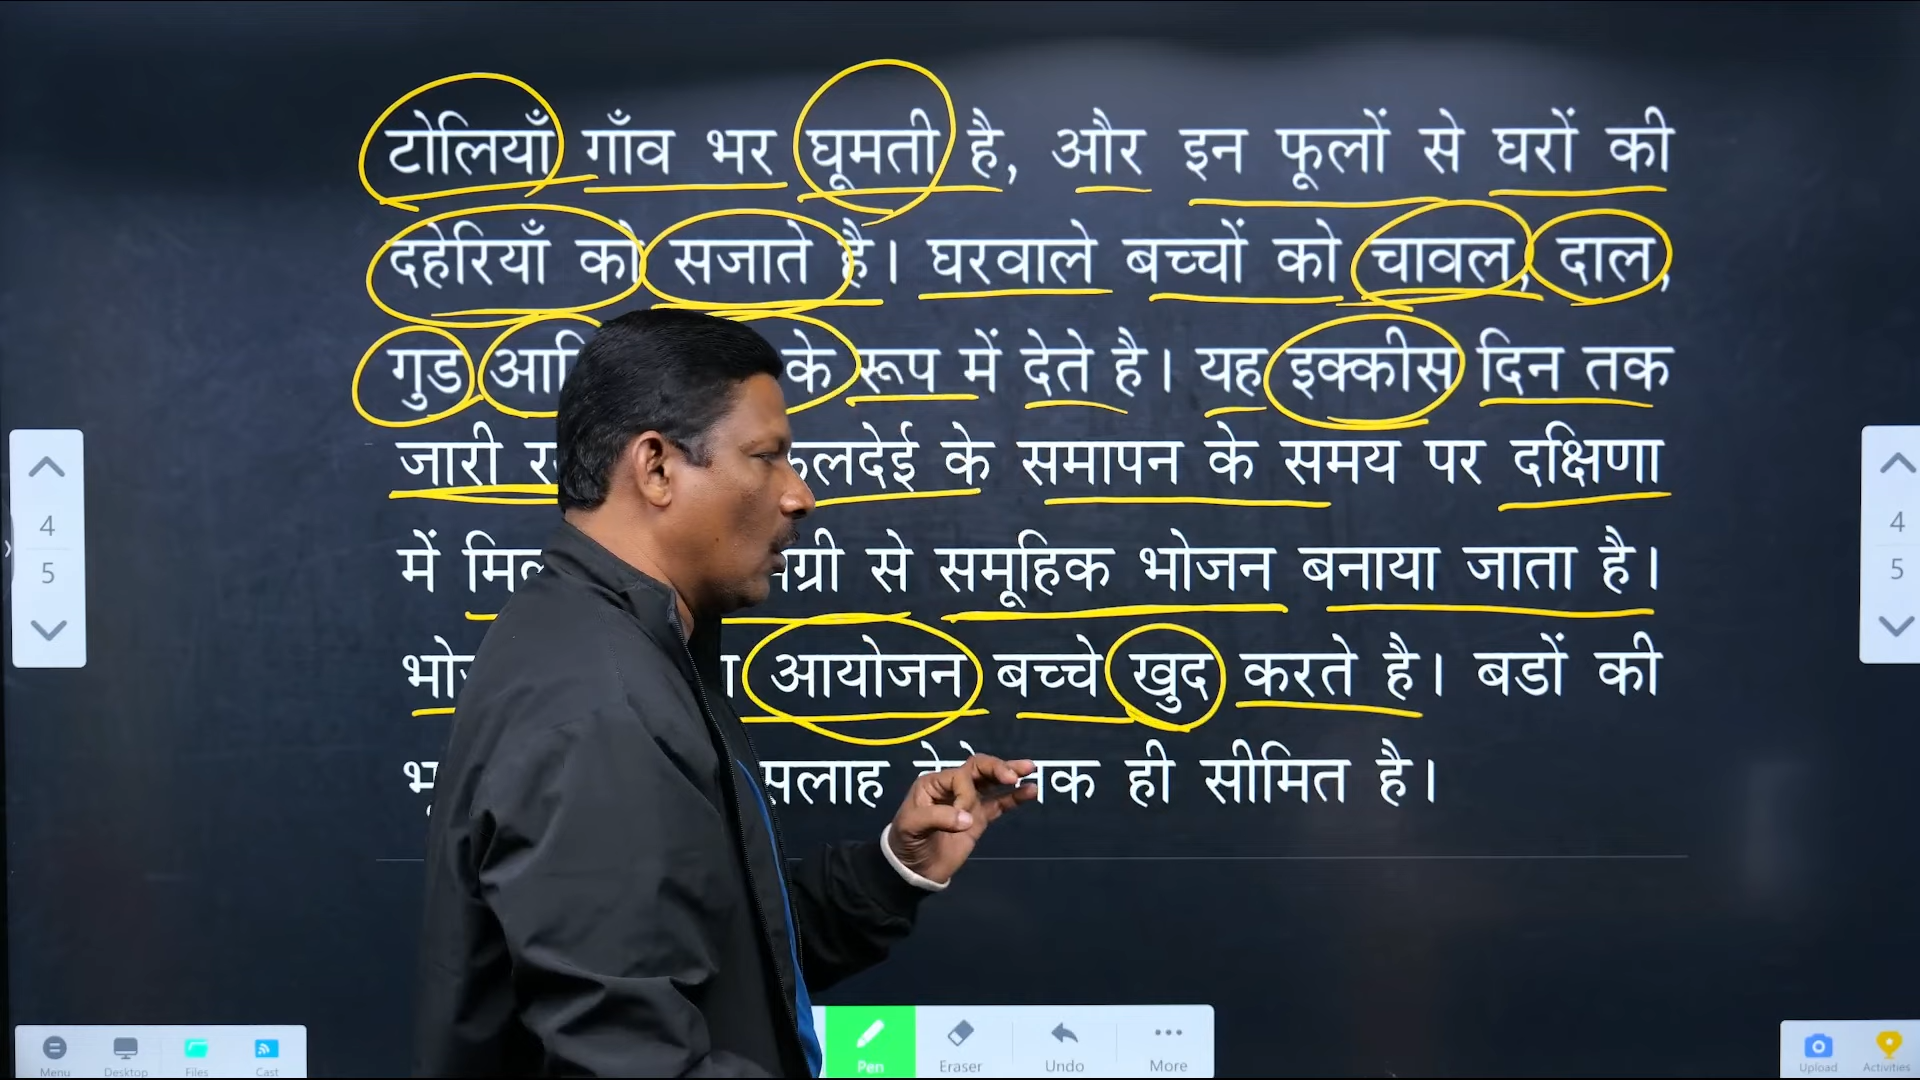 टोलियाँ गाँव भर घूमती है, और इन फूलों से घरों की
दहेरियाँ को सजाते है। घरवाले बच्चों को चावल, दाल,
गुड के रूप में देते है। यह इक्कीस दिन तक
जारी के समापन के समय पर दक्षिणा
में से समूहिक भोजन बनाया जाता है।
आयोजन बच्चे खुद करते है। बडों की
सलाह तक ही सीमित है।
4
5
4
5
Menu
Desktop
Files
Cast
Pen
Eraser
Undo
More
Upload
Activities